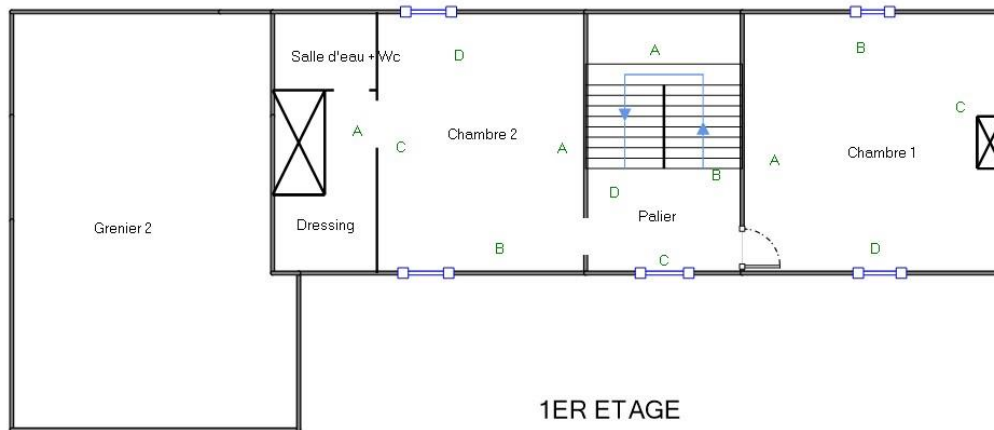 B
A
Salle d'eau + Wc
D
C
A
Chambre 2
C
A
A
Chambre 1
B
D
Dressing
Palier
Grenier 2
B
D
C
1ER ETAGE